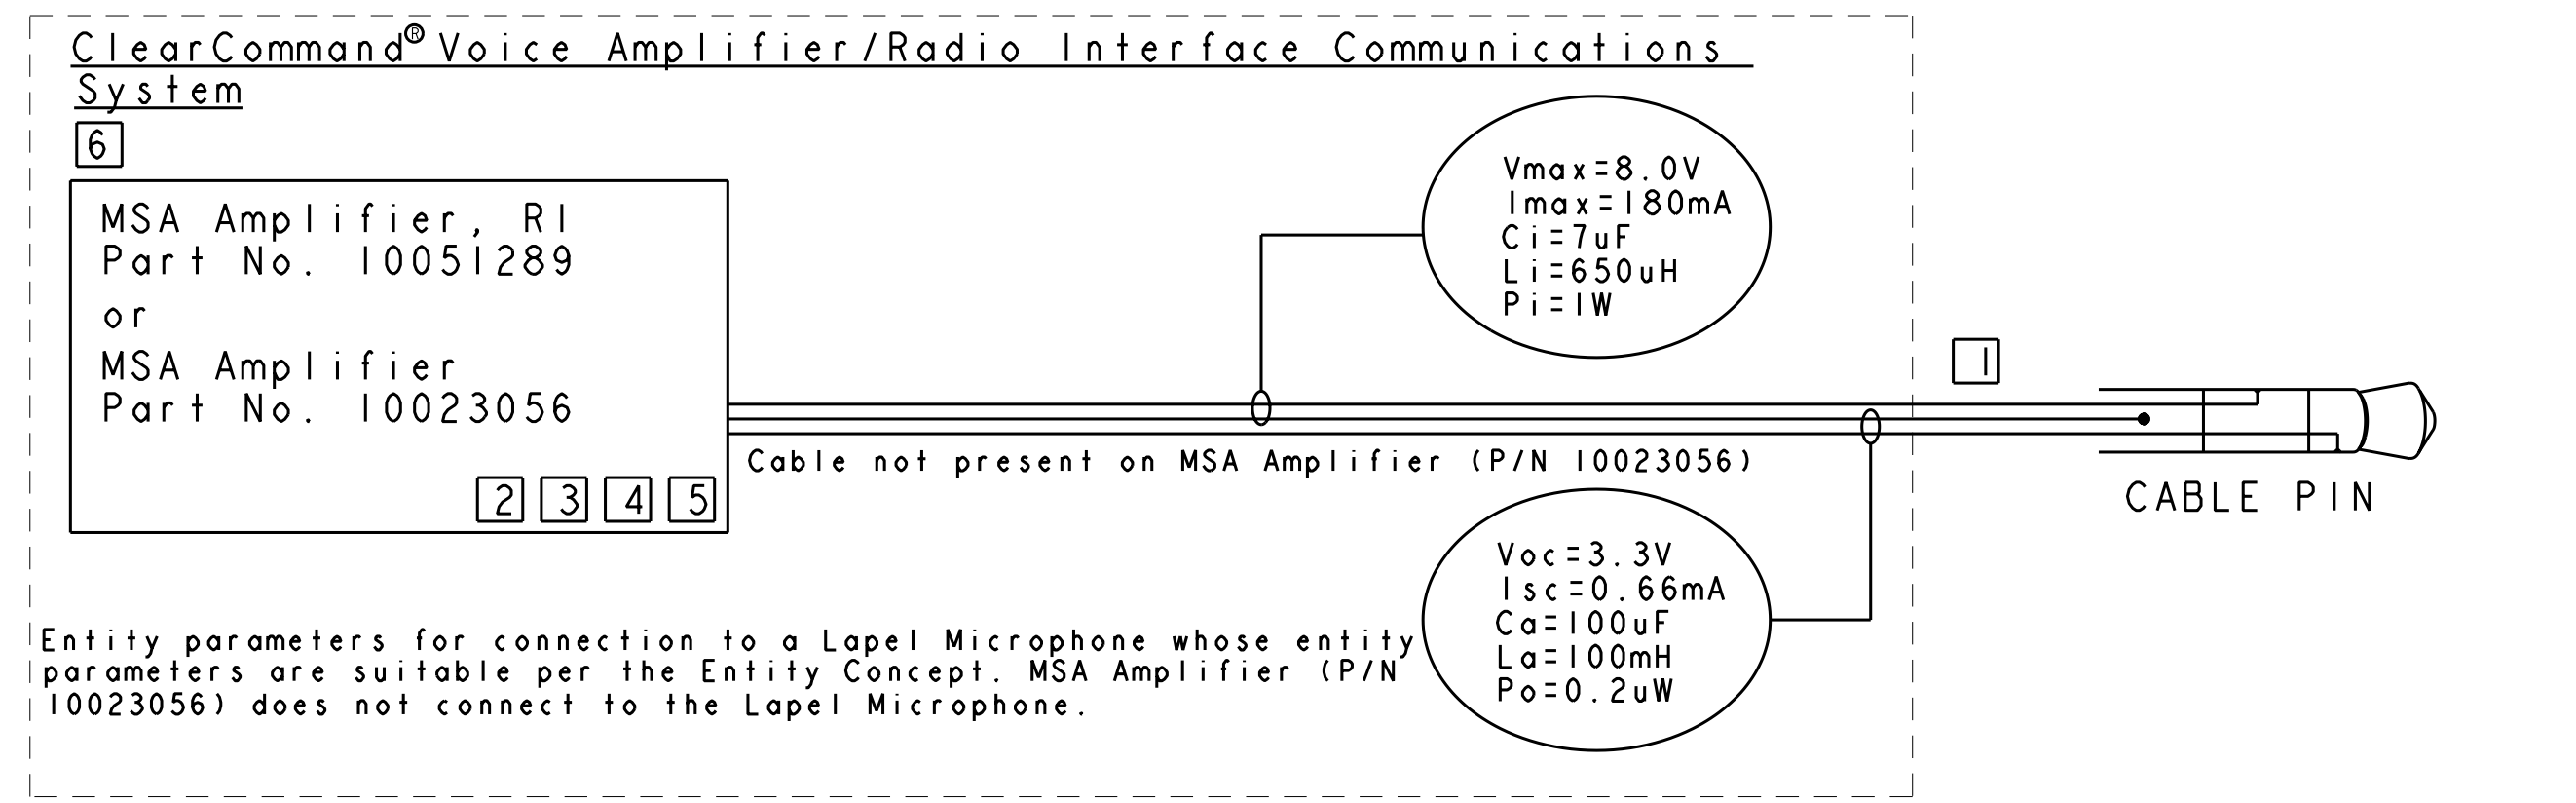 ClearCommand® Voice Amplifier/Radio Interface Communications
System
6
MSA Amplifier, RI
Part No. 10051289
or
MSA Amplifier
Part No. 10023056
2 3 4 5
Vmax=8.0V
Imax=180mA
Ci=7uF
Li=650uH
Pi=1W
1
Cable not present on MSA Amplifier (P/N 10023056)
CABLE PIN
Voc=3.3V
Isc=0.66mA
Ca=100uF
La=100mH
Po=0.2uW
Entity parameters for connection to a Lapel Microphone whose entity
parameters are suitable per the Entity Concept. MSA Amplifier (P/N
10023056) does not connect to the Lapel Microphone.